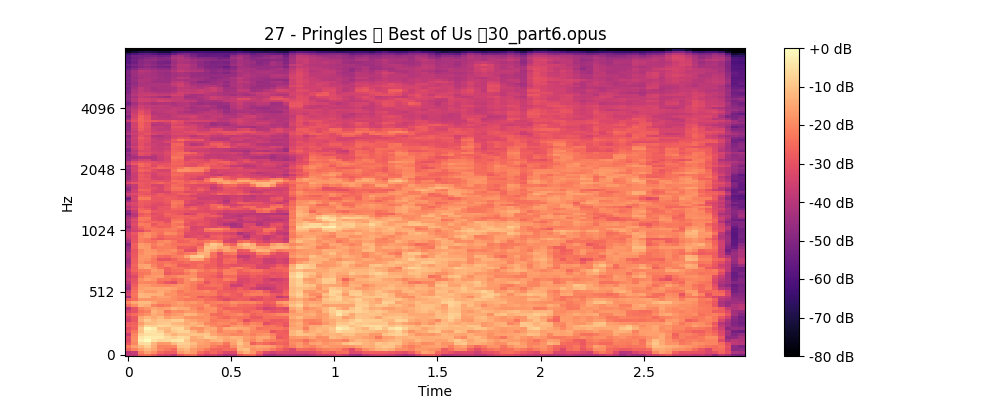 27 - Pringles  Best of Us 30_part6.opus
+0 dB
-10 dB
-20 dB
-30 dB
-40 dB
-50 dB
-60 dB
-70 dB
-80 dB
4096
2048
1024
512
0
Hz
0
0.5
1
1.5
2
2.5
Time